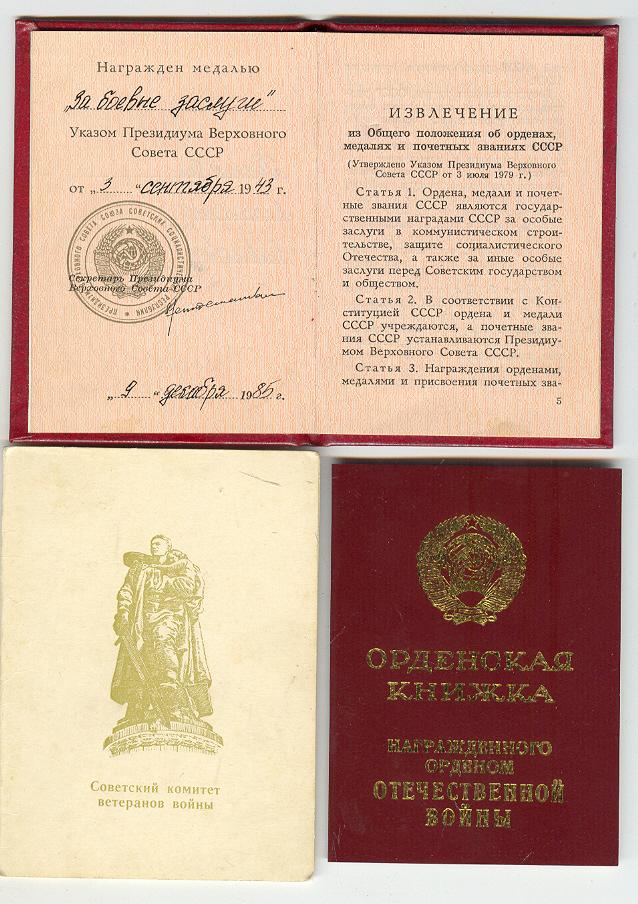 Награжден медалью
„За боевые заслуги"
Указом Президиума Верховного
Совета СССР
от „3" сентября 1943 г.
Секретарь Президиума
Верховного Совета СССР
„9" декабря 1985 г.
ИЗВЛЕЧЕНИЕ
из Общего положения об орденах,
медалях и почетных званиях СССР
(Утверждено Указом Президиума Верховного
Совета СССР от 3 июля 1979 г.)
Статья 1. Ордена, медали и почет-
ные звания СССР являются государ-
ственными наградами СССР за особые
заслуги в коммунистическом строи-
тельстве, защите социалистического
Отечества, а также за иные особые
заслуги перед Советским государством
и обществом.
Статья 2. В соответствии с Кон-
ституцией СССР ордена и медали
СССР учреждаются, а почетные зва-
ния СССР устанавливаются Президиу-
мом Верховного Совета СССР.
Статья 3. Награждения орденами,
медалями и присвоения почетных зва-
5
Советский комитет
ветеранов войны
ОРДЕНСКАЯ
КНИЖКА
НАГРАЖДЕННОГО
ОРДЕНОМ
ОТЕЧЕСТВЕННОЙ
ВОЙНЫ